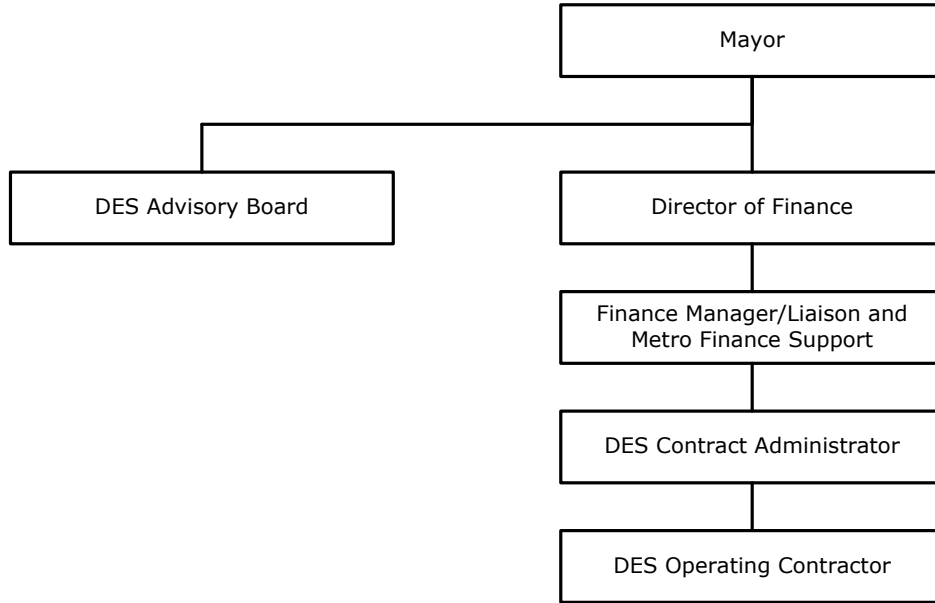 Mayor
DES Advisory Board
Director of Finance
Finance Manager/Liaison and
Metro Finance Support
DES Contract Administrator
DES Operating Contractor